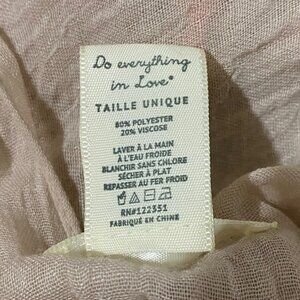 Do everything
in Love®
TAILLE UNIQUE
80% POLYESTER
20% VISCOSE
LAVER À LA MAIN
À L'EAU FROIDE
BLANCHIR SANS CHLORE
SÉCHER À PLAT
REPASSER AU FER FROID
RN#122351
FABRIQUÉ EN CHINE